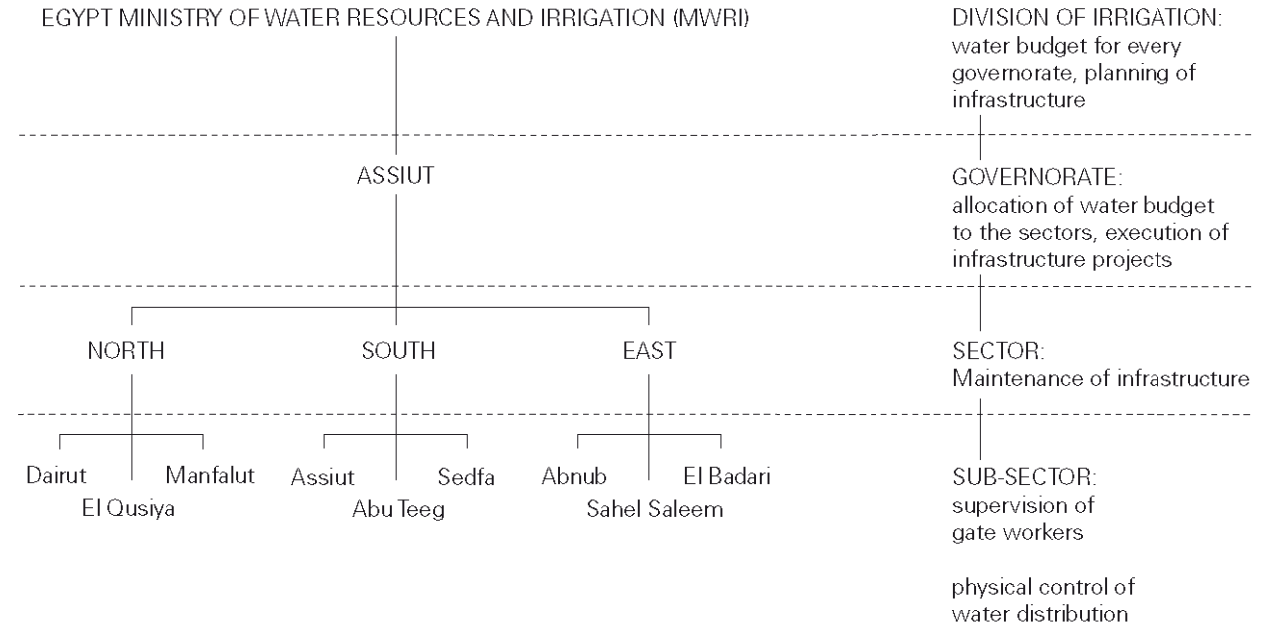 EGYPT MINISTRY OF WATER RESOURCES AND IRRIGATION (MWRI)
DIVISION OF IRRIGATION:
water budget for every
governorate, planning of
infrastructure
ASSIUT
GOVERNORATE:
allocation of water budget
to the sectors, execution of
infrastructure projects
NORTH
SOUTH
EAST
SECTOR:
Maintenance of infrastructure
Dairut
El Qusiya
Manfalut
Assiut
Abu Teeg
Sedfa
Abnub
Sahel Saleem
El Badari
SUB-SECTOR:
supervision of
gate workers
physical control of
water distribution